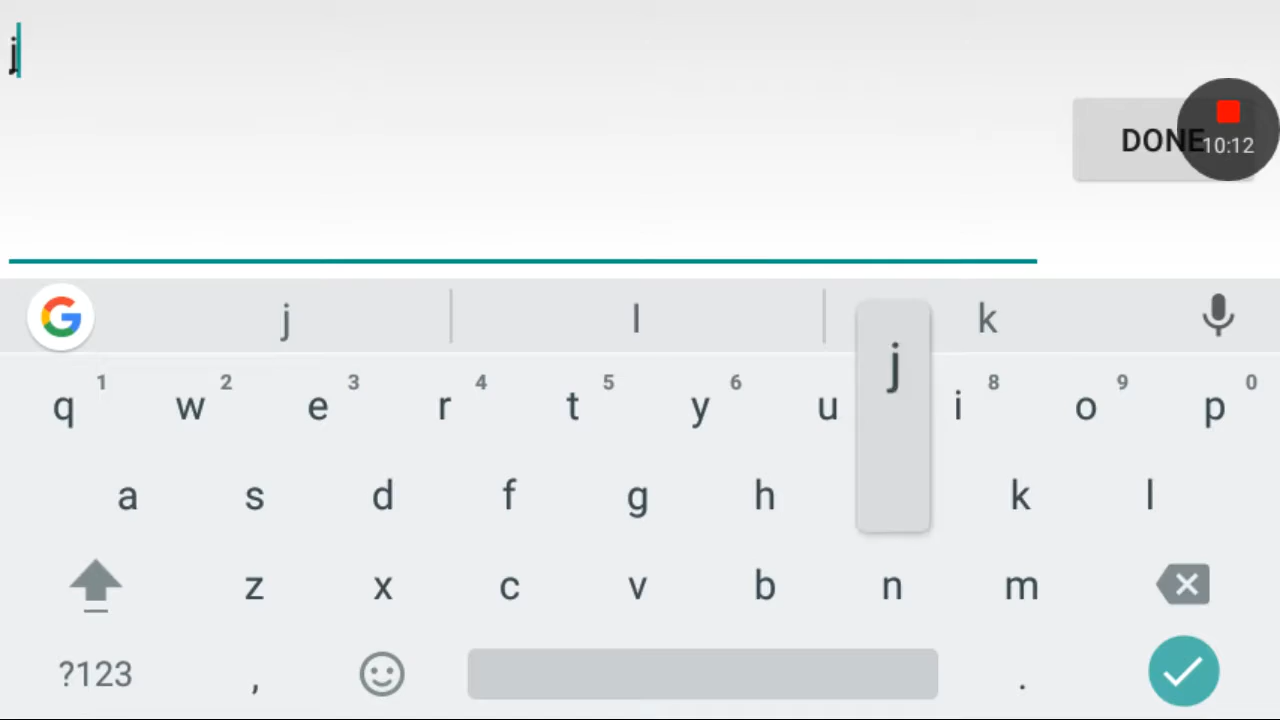 j
DONE
10:12
j l k
j
q 1 w 2 e 3 r 4 t 5 y 6 u i 8 o 9 p 0
a s d f g h k l
z x c v b n m
?123 , .